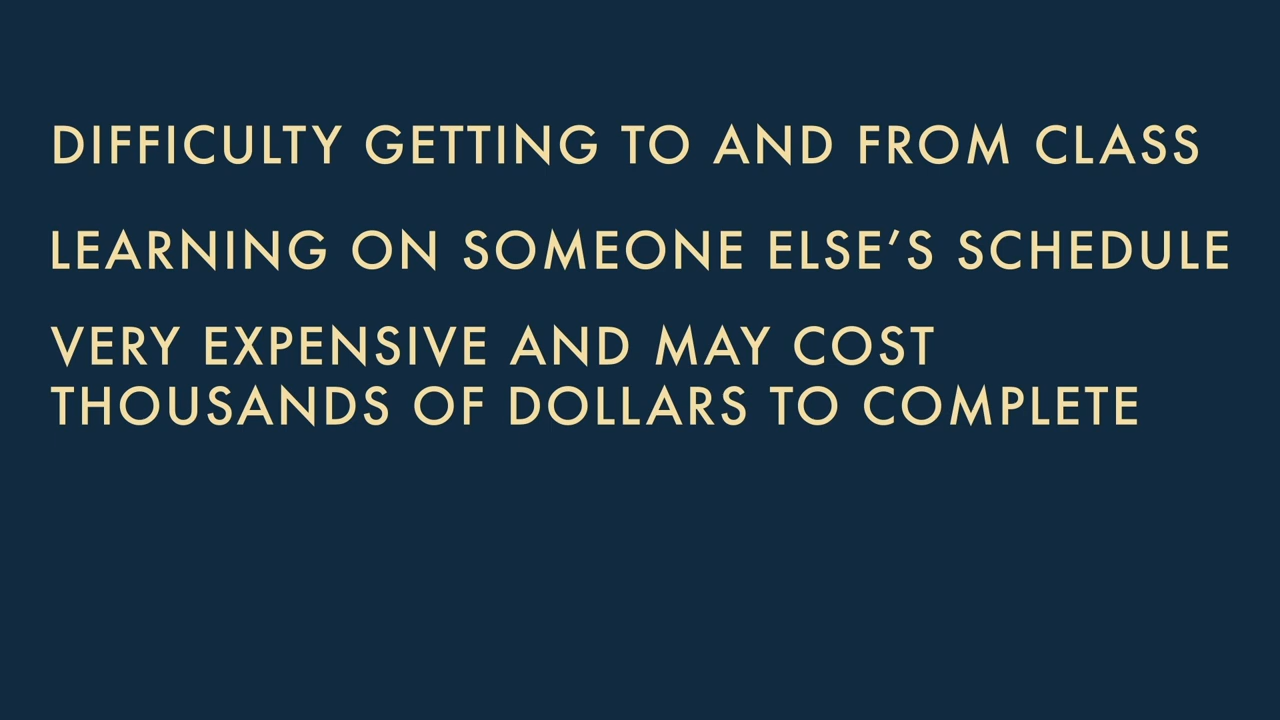 DIFFICULTY GETTING TO AND FROM CLASS
LEARNING ON SOMEONE ELSE’S SCHEDULE
VERY EXPENSIVE AND MAY COST
THOUSANDS OF DOLLARS TO COMPLETE